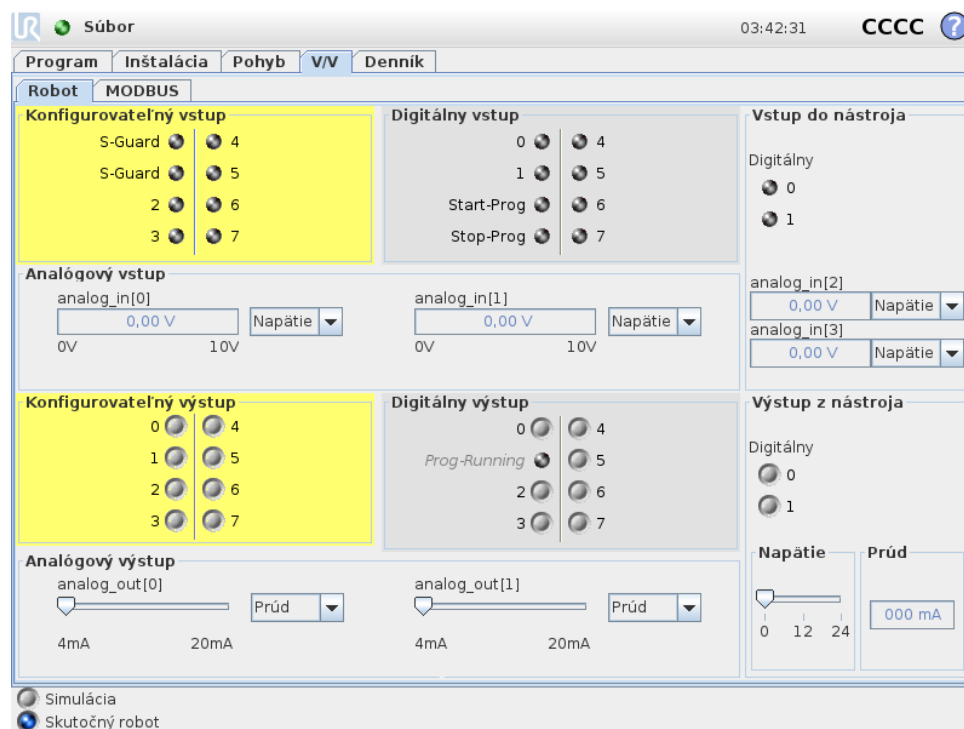 UR Súbor 03:42:31 CCCC ?
Program Inštalácia Pohyb V/V Denník
Robot MODBUS
Konfigurovateľný vstup
S-Guard 4
S-Guard 5
2 6
3 7
Digitálny vstup
0 4
1 5
Start-Prog 6
Stop-Prog 7
Vstup do nástroja
Digitálny
0
1
analog_in[2]
0,00 V Napätie
analog_in[3]
0,00 V Napätie
Analógový vstup
analog_in[0]
0,00 V Napätie
0V 10V
analog_in[1]
0,00 V Napätie
0V 10V
Konfigurovateľný výstup
0 4
1 5
2 6
3 7
Digitálny výstup
0 4
Prog-Running 5
2 6
3 7
Výstup z nástroja
Digitálny
0
1
Napätie
0 12 24
Prúd
000 mA
Analógový výstup
analog_out[0]
Prúd
4mA 20mA
analog_out[1]
Prúd
4mA 20mA
Simulácia
Skutočný robot